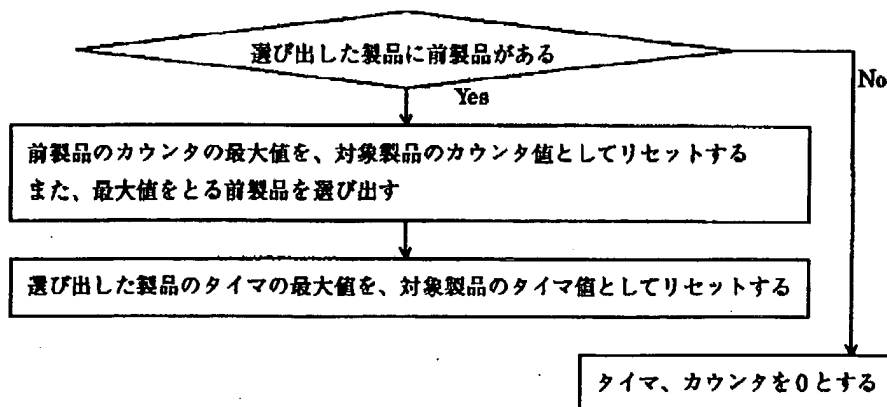 選び出した製品に前製品がある
No
Yes
前製品のカウンタの最大値を、対象製品のカウンタ値としてリセットする
また、最大値をとる前製品を選び出す
選び出した製品のタイマの最大値を、対象製品のタイマ値としてリセットする
タイマ、カウンタを0とする